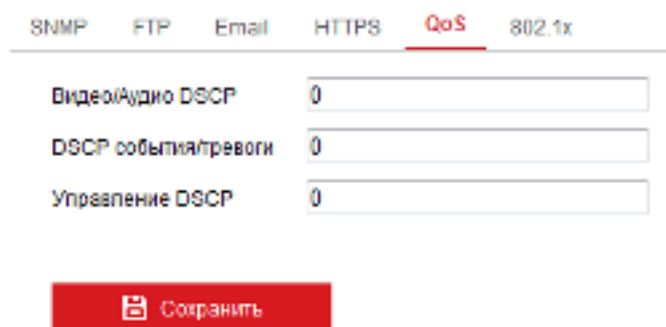 SNMP FTP Email HTTPS QoS 802.1x
Видео/Аудио DSCP 0
DSCP события/тревоги 0
Управление DSCP 0
Сохранить